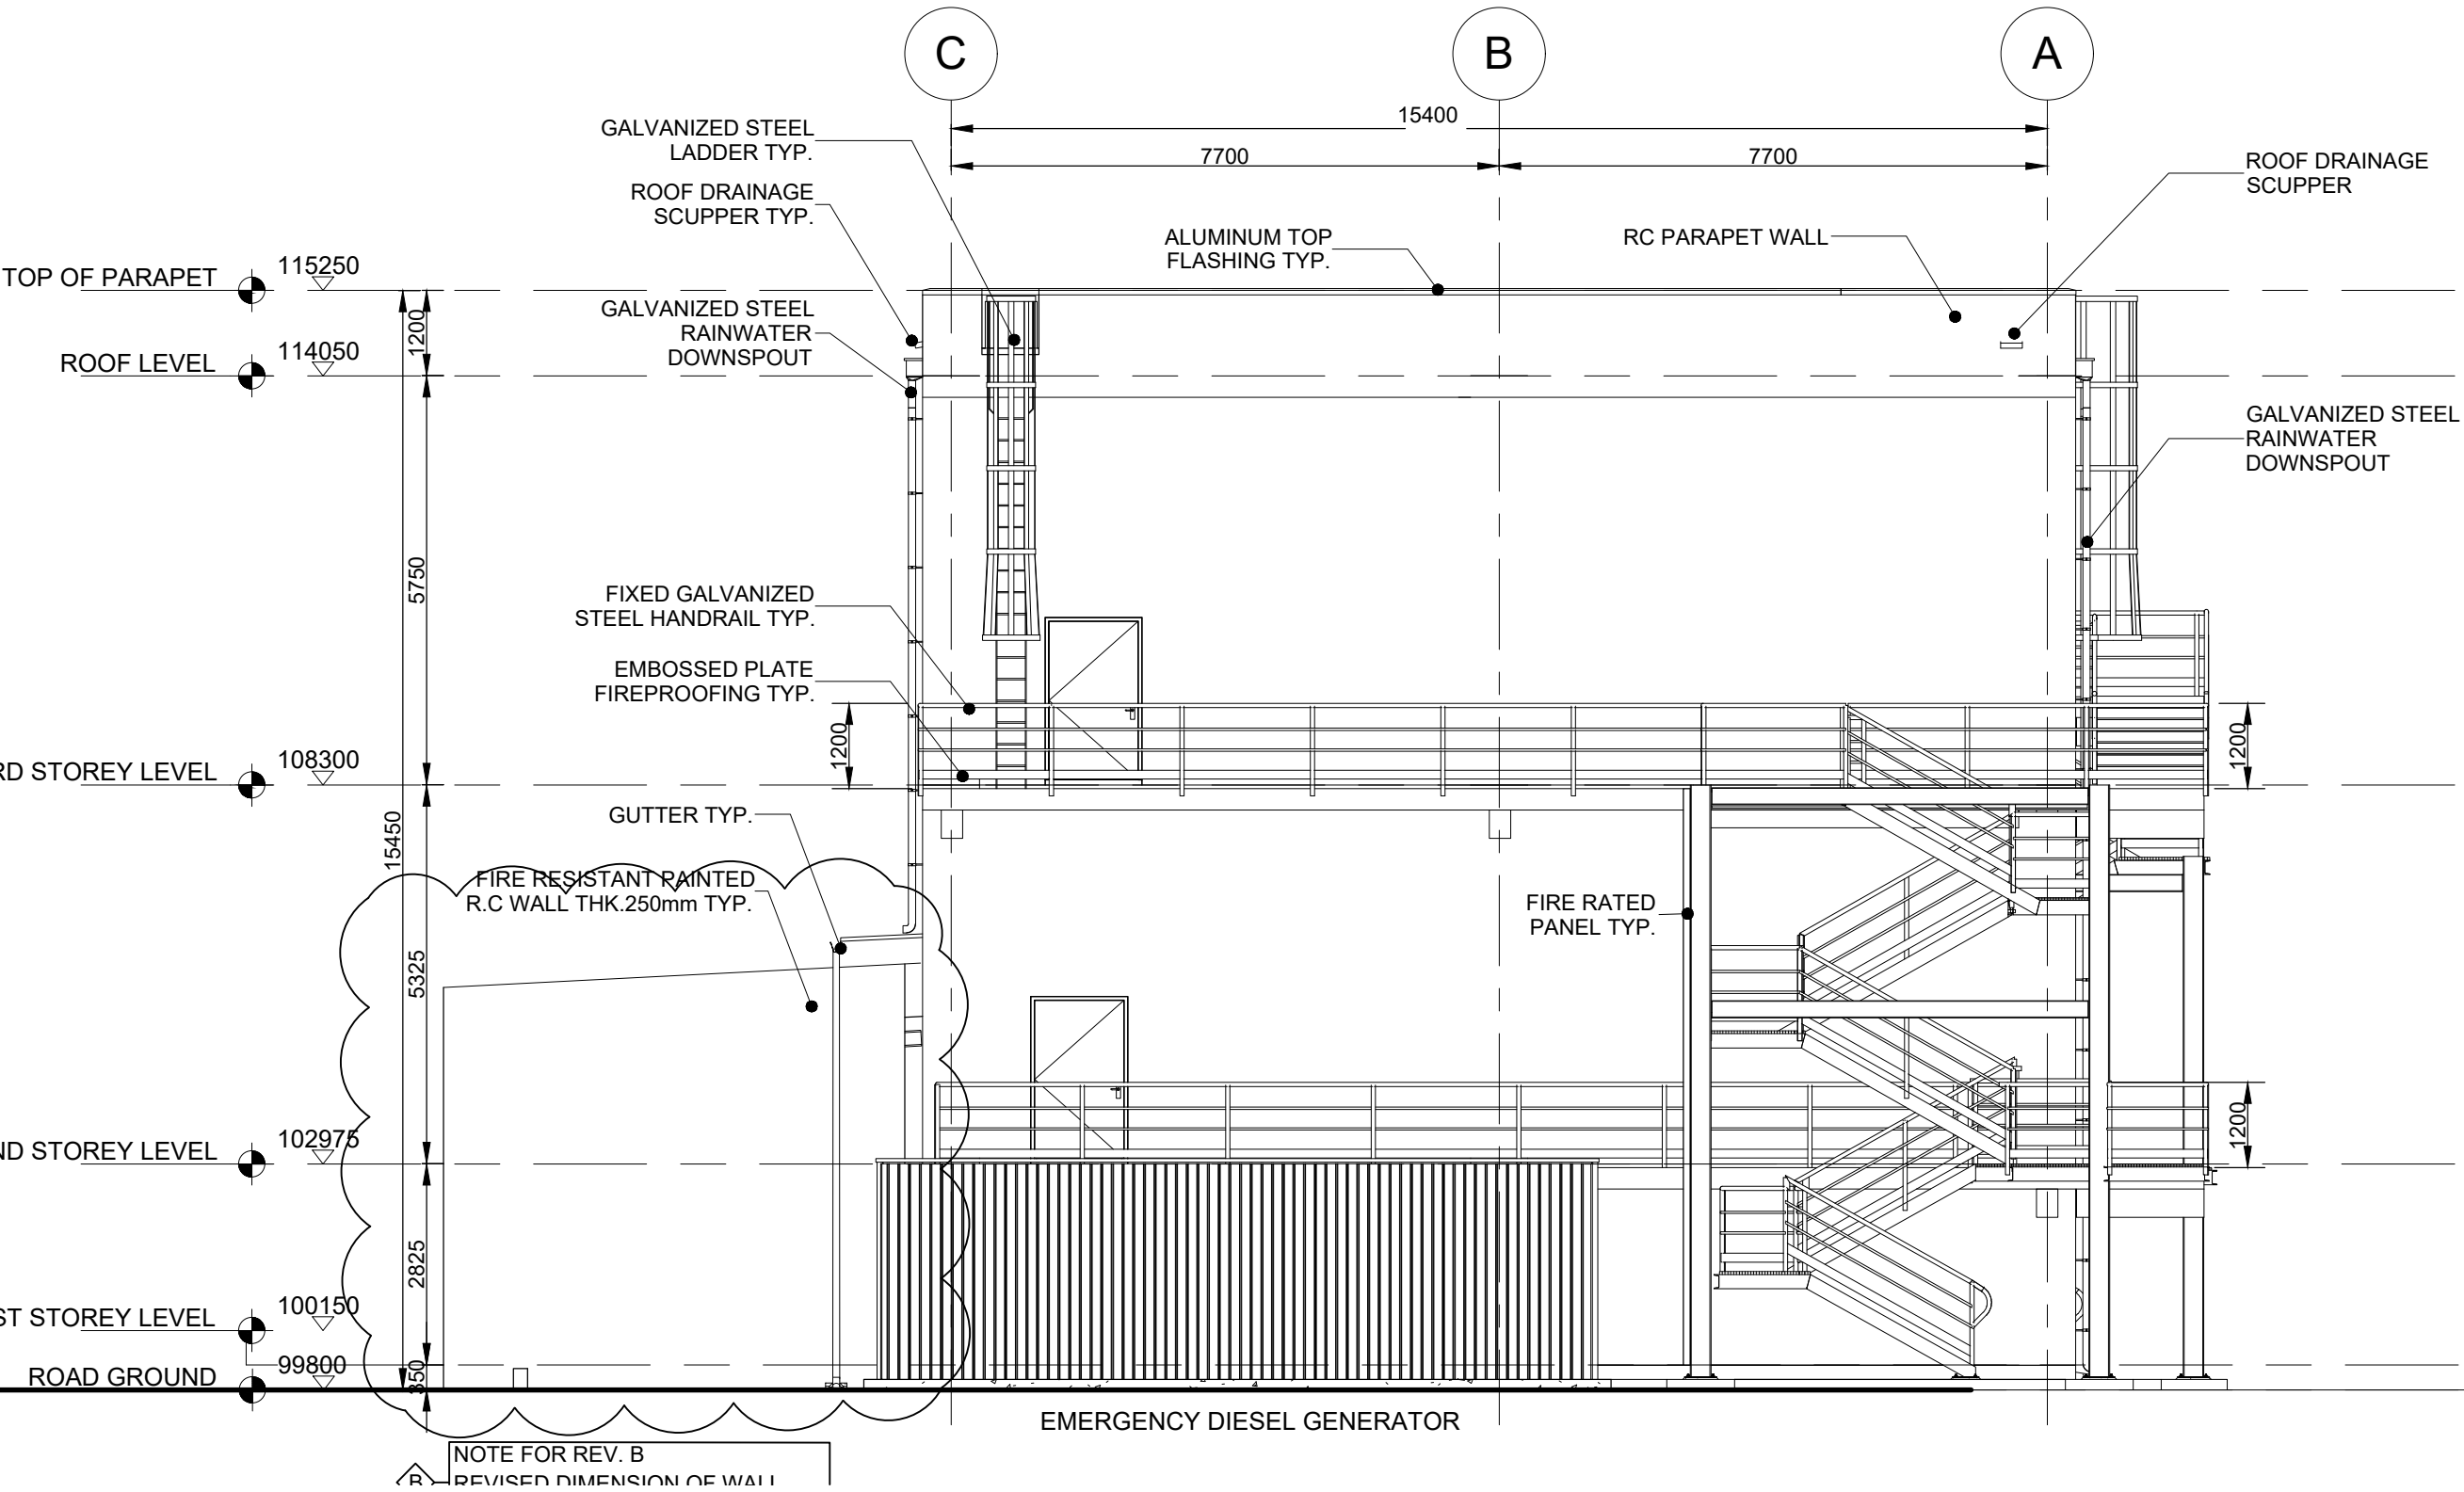 C
B
A
15400
7700
7700
GALVANIZED STEEL
LADDER TYP.
ROOF DRAINAGE
SCUPPER TYP.
ALUMINUM TOP
FLASHING TYP.
RC PARAPET WALL
ROOF DRAINAGE
SCUPPER
TOP OF PARAPET
115250
1200
GALVANIZED STEEL
RAINWATER
DOWNSPOUT
ROOF LEVEL
114050
GALVANIZED STEEL
RAINWATER
DOWNSPOUT
5750
FIXED GALVANIZED
STEEL HANDRAIL TYP.
EMBOSSED PLATE
FIREPROOFING TYP.
1200
1200
RD STOREY LEVEL
108300
GUTTER TYP.
15450
FIRE RESISTANT PAINTED
R.C WALL THK.250mm TYP.
FIRE RATED
PANEL TYP.
5325
1200
ND STOREY LEVEL
102975
2825
ST STOREY LEVEL
100150
99800
350
ROAD GROUND
EMERGENCY DIESEL GENERATOR
NOTE FOR REV. B
B
REVISED DIMENSION OF WALL